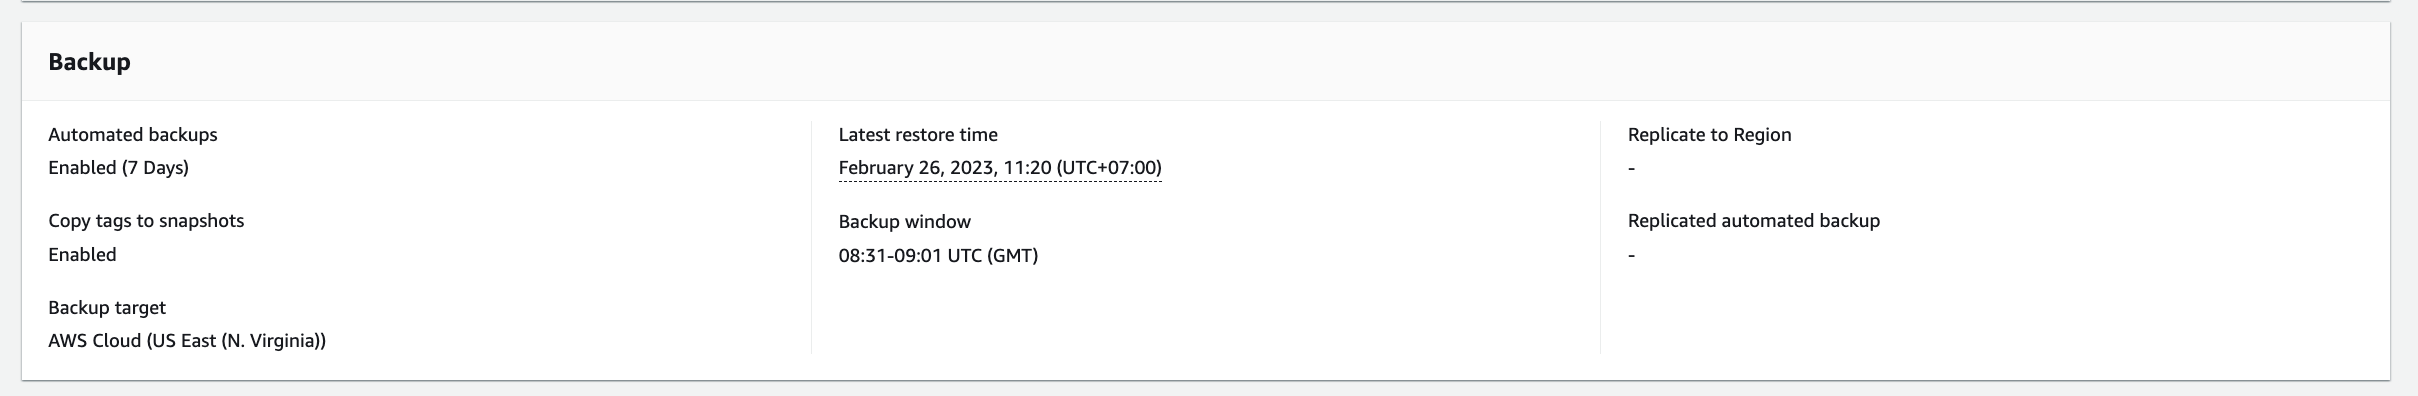 Backup
Automated backups
Enabled (7 Days)
Copy tags to snapshots
Enabled
Backup target
AWS Cloud (US East (N. Virginia))
Latest restore time
February 26, 2023, 11:20 (UTC+07:00)
Backup window
08:31-09:01 UTC (GMT)
Replicate to Region
-
Replicated automated backup
-